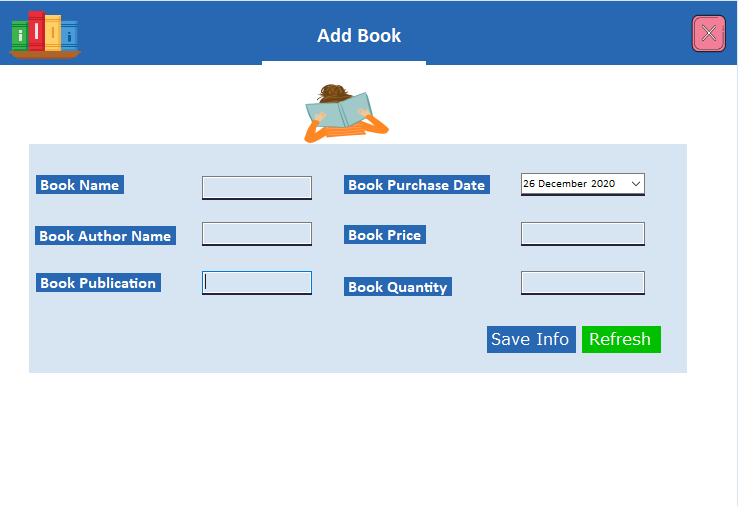 Add Book
Book Name
Book Purchase Date
26 December 2020
Book Author Name
Book Price
Book Publication
Book Quantity
Save Info
Refresh